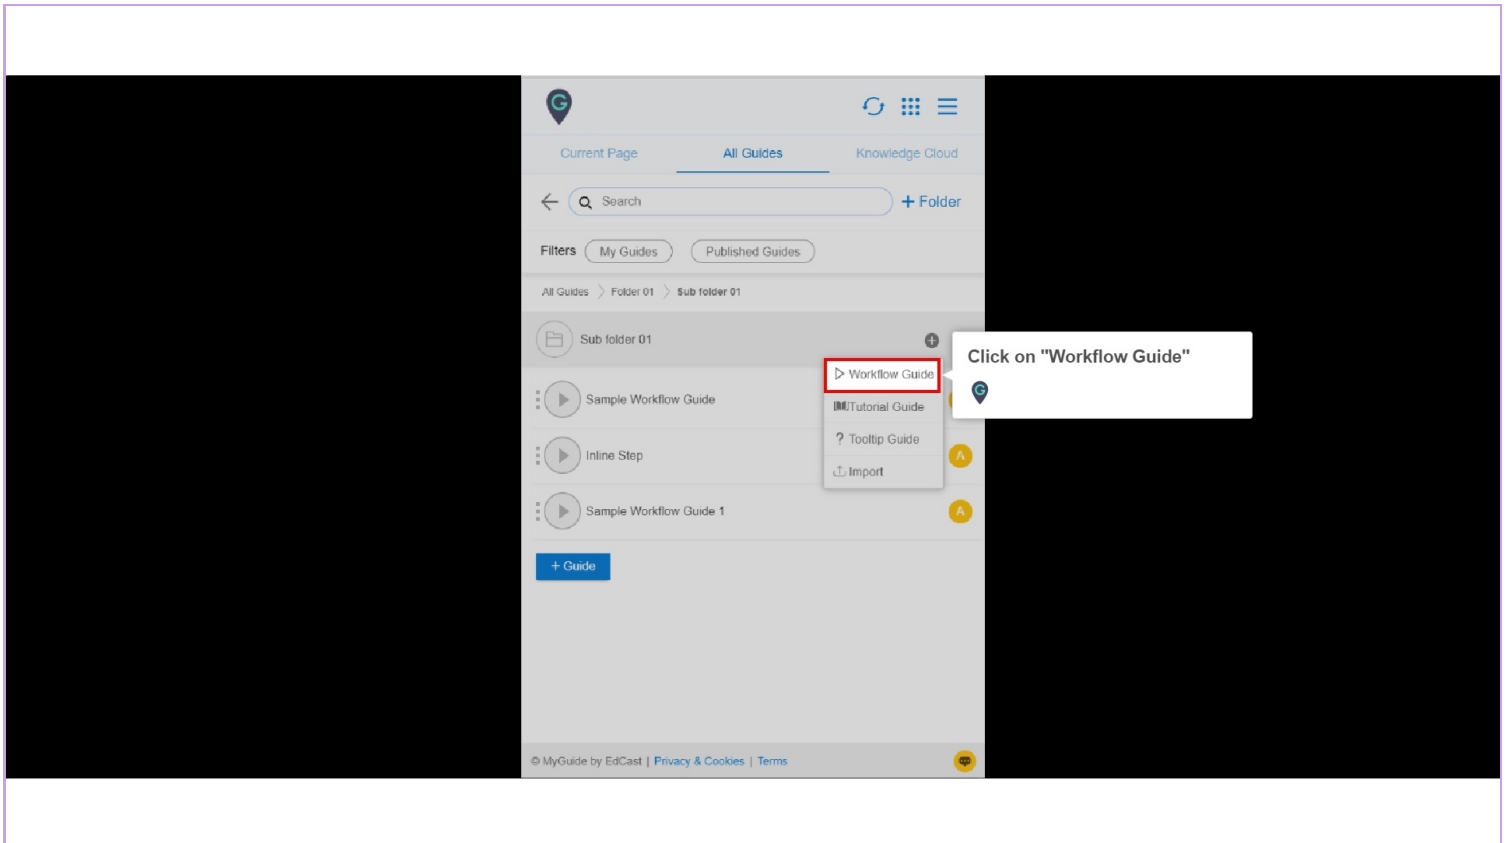 G
Current Page All Guides Knowledge Cloud
Search + Folder
Filters My Guides Published Guides
All Guides Folder 01 Sub folder 01
Sub folder 01
Click on "Workflow Guide"
G
Workflow Guide
Sample Workflow Guide
Tutorial Guide
? Tooltip Guide
Inline Step A
Import
Sample Workflow Guide 1 A
+ Guide
© MyGuide by EdCast | Privacy & Cookies | Terms